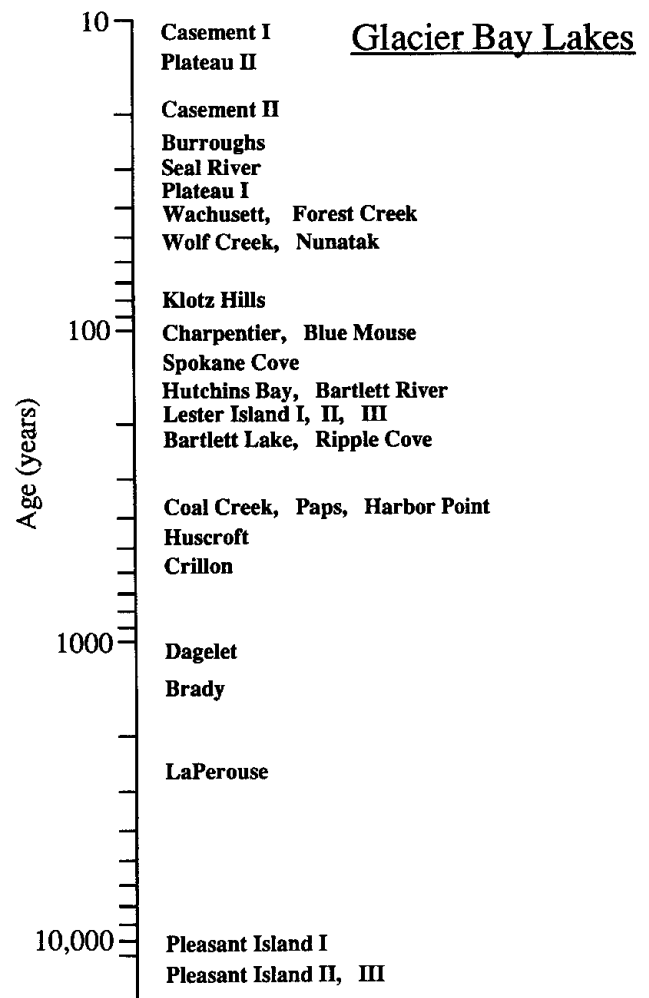 Glacier Bay Lakes
10
Casement I
Plateau II
Casement II
Burroughs
Seal River
Plateau I
Wachusett, Forest Creek
Wolf Creek, Nunatak
Klotz Hills
100
Charpentier, Blue Mouse
Spokane Cove
Hutchins Bay, Bartlett River
Lester Island I, II, III
Bartlett Lake, Ripple Cove
Age (years)
Coal Creek, Paps, Harbor Point
Huscroft
Crillon
1000
Dagelet
Brady
LaPerouse
10,000
Pleasant Island I
Pleasant Island II, III